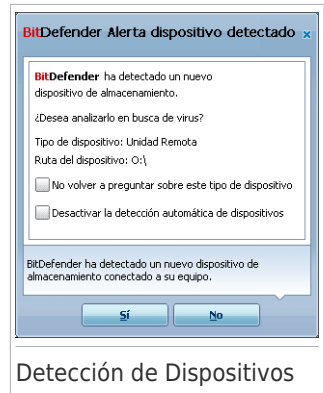 BitDefender Alerta dispositivo detectado x
BitDefender ha detectado un nuevo
dispositivo de almacenamiento.
¿Desea analizarlo en busca de virus?
Tipo de dispositivo: Unidad Remota
Ruta del dispositivo: O:\
No volver a preguntar sobre este tipo de dispositivo
Desactivar la detección automática de dispositivos
BitDefender ha detectado un nuevo dispositivo de
almacenamiento conectado a su equipo.
Sí No
Detección de Dispositivos